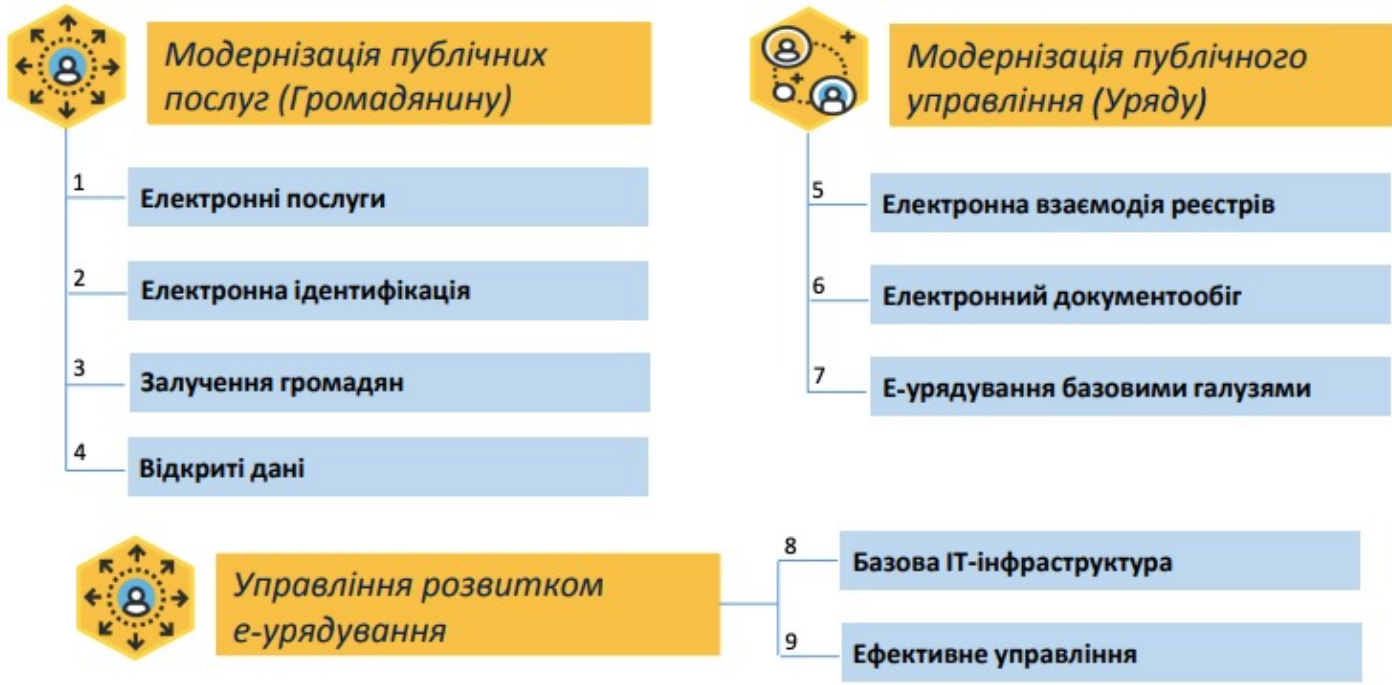 Модернізація публічних
послуг (Громадянину)
1
Електронні послуги
2
Електронна ідентифікація
3
Залучення громадян
4
Відкриті дані
Модернізація публічного
управління (Уряду)
5
Електронна взаємодія реєстрів
6
Електронний документообіг
7
Е-урядування базовими галузями
Управління розвитком
е-урядування
8
Базова ІТ-інфраструктура
9
Ефективне управління